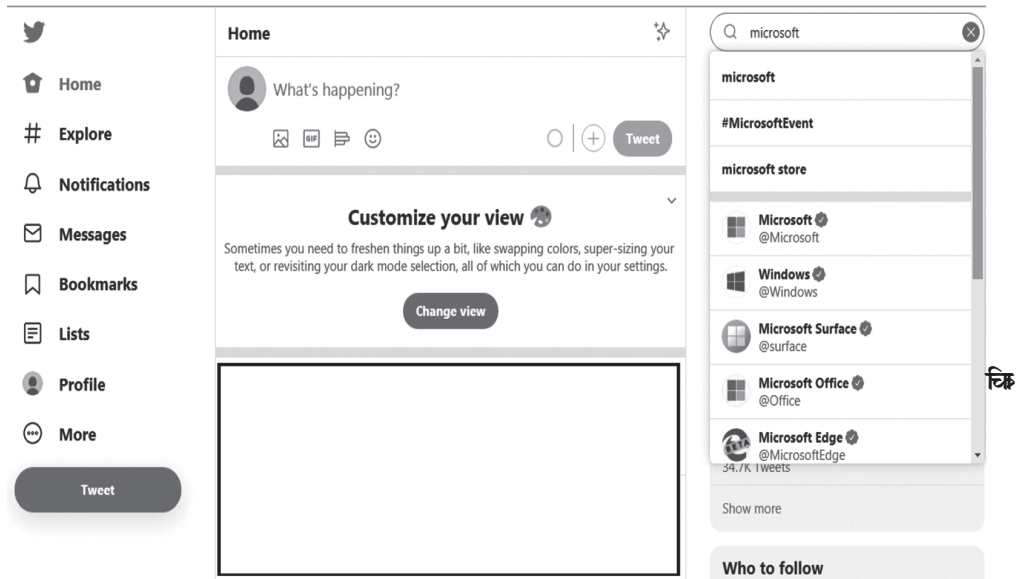 Home
Explore
Notifications
Messages
Bookmarks
Lists
Profile
More
Tweet
Home
What's happening?
GIF
Tweet
Customize your view
Sometimes you need to freshen things up a bit, like swapping colors, super-sizing your
text, or revisiting your dark mode selection, all of which you can do in your settings.
Change view
microsoft
microsoft
#MicrosoftEvent
microsoft store
Microsoft
@Microsoft
Windows
@Windows
Microsoft Surface
@surface
Microsoft Office
@Office
BETA
Microsoft Edge
@MicrosoftEdge
34.7K Tweets
Show more
Who to follow